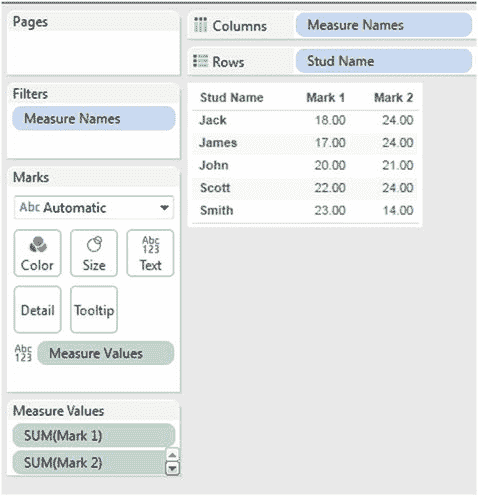 Pages
Columns Measure Names
Rows Stud Name
Filters
Measure Names
Stud Name Mark 1 Mark 2
Jack 18.00 24.00
James 17.00 24.00
John 20.00 21.00
Scott 22.00 24.00
Smith 23.00 14.00
Marks
Abc Automatic
Color Size Abc 123 Text
Detail Tooltip
Abc 123 Measure Values
Measure Values
SUM(Mark 1)
SUM(Mark 2)